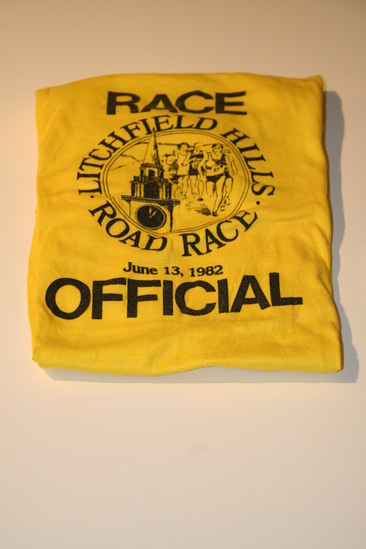 RACE
· LITCHFIELD HILLS ·
ROAD RACE
June 13, 1982
OFFICIAL